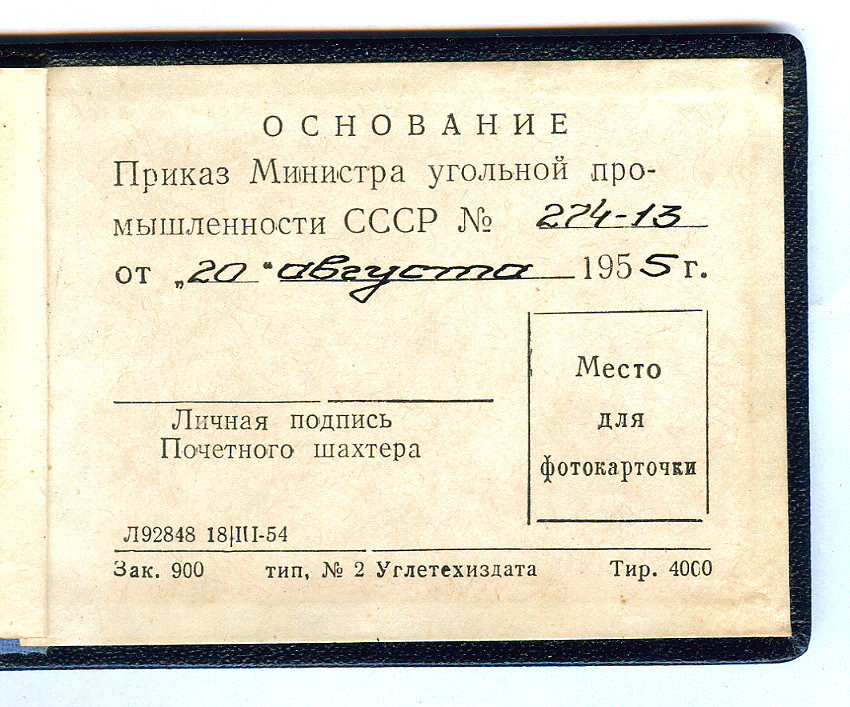 ОСНОВАНИЕ
Приказ Министра угольной про-
мышленности СССР № 274-13
от „20“ августа 1955 г.
Место
для
фотокарточки
Личная подпись
Почетного шахтера
Л92848 18|III-54
Зак. 900 тип, № 2 Углетехиздата Тир. 4000